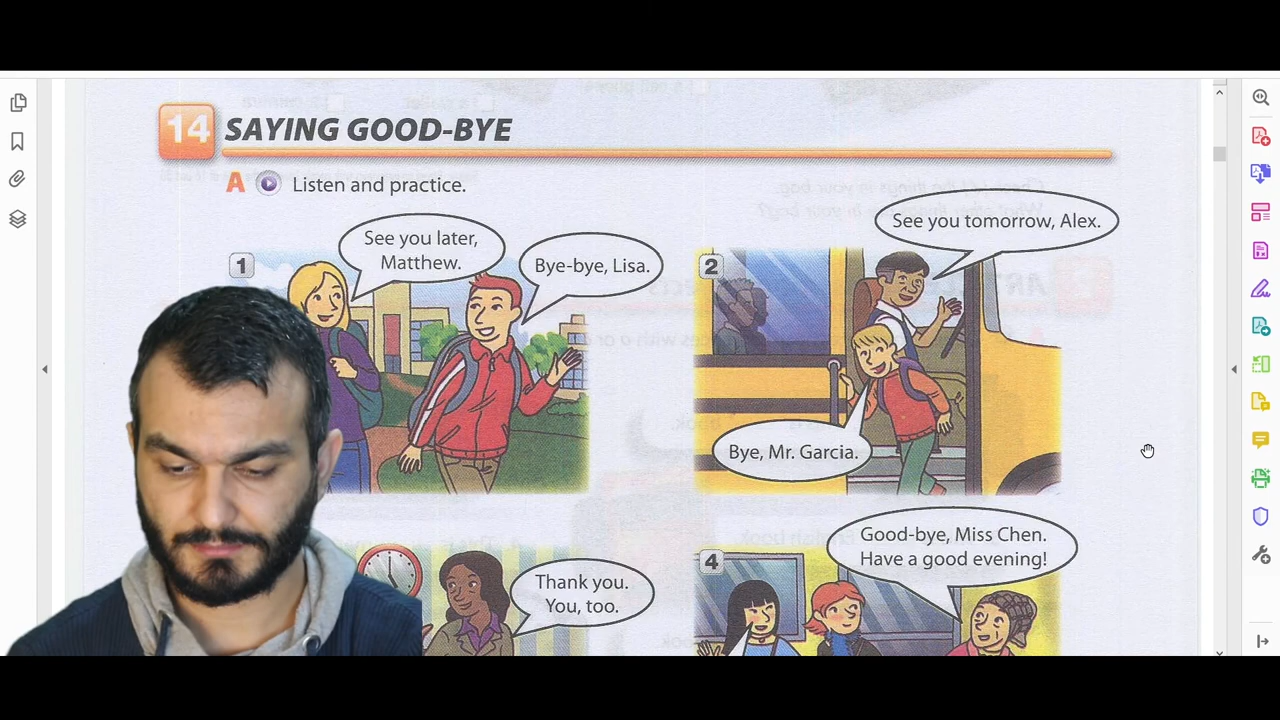 14 SAYING GOOD-BYE
A Listen and practice.
1
See you later,
Matthew.
Bye-bye, Lisa.
2
See you tomorrow, Alex.
Bye, Mr. Garcia.
Thank you.
You, too.
4
Good-bye, Miss Chen.
Have a good evening!